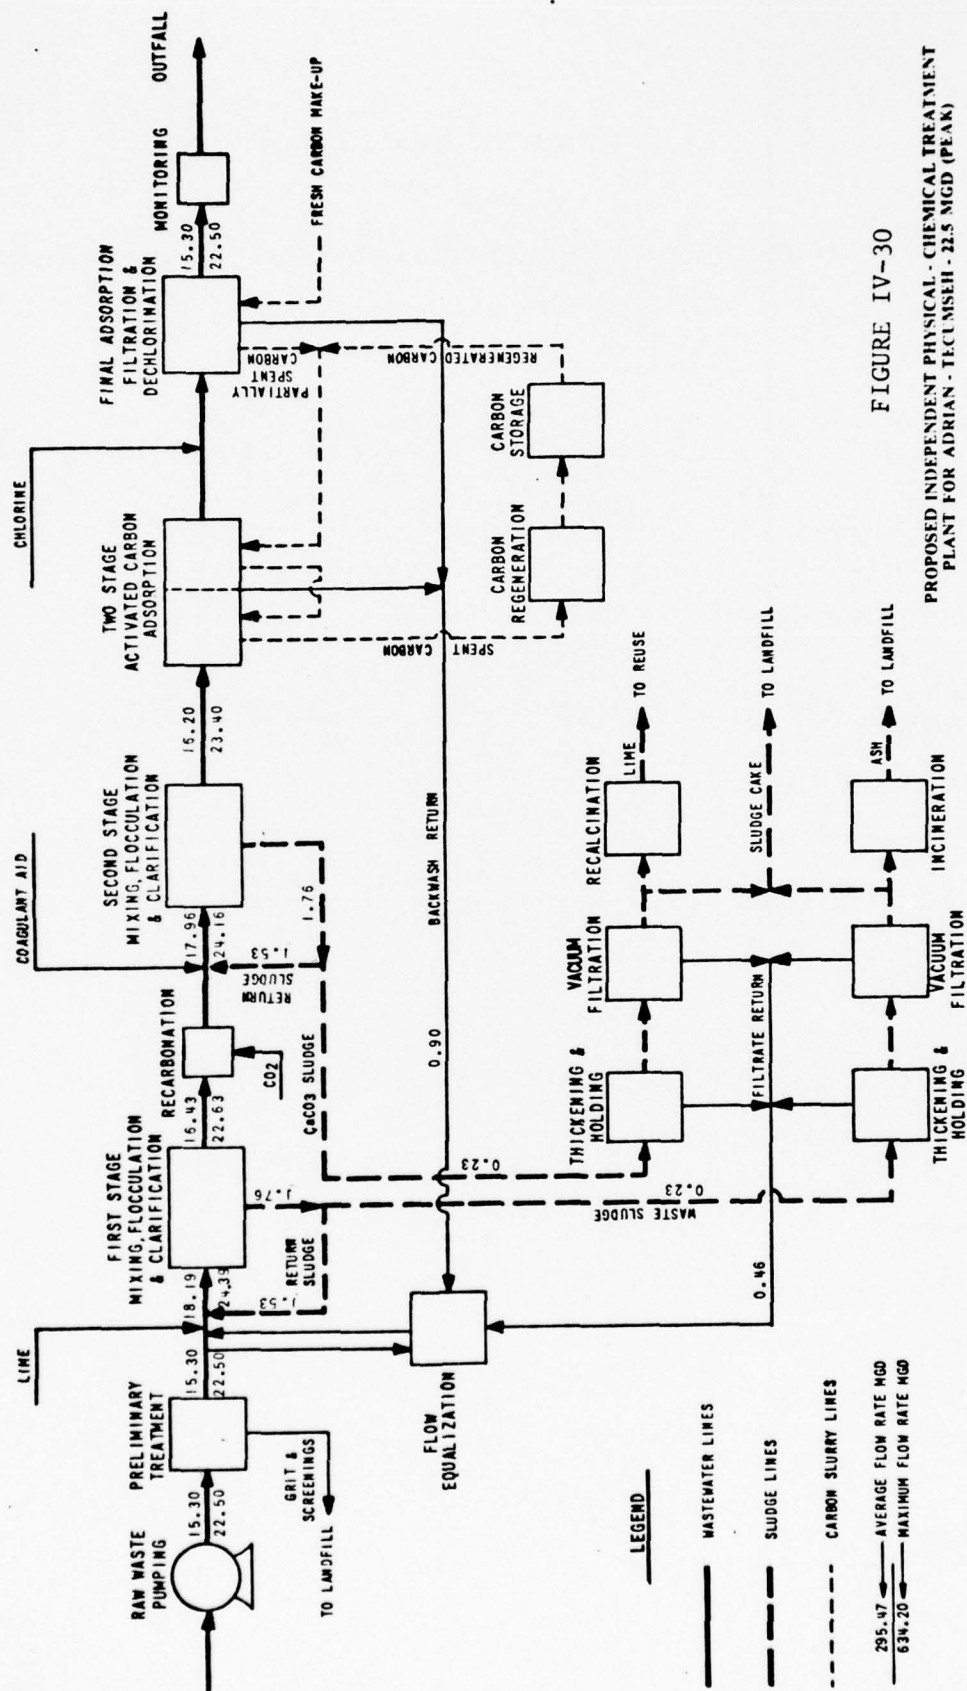 RAW WASTE
PUMPING
15.30
22.50
PRELIMINARY
TREATMENT
GRIT &
SCREENINGS
TO LANDFILL
15.30
22.50
LIME
18.19
24.39
FIRST STAGE
MIXING, FLOCCULATION
& CLARIFICATION
1.76
RETURN
SLUDGE
1.53
16.43
22.63
RECARBONATION
CO2
COAGULANT AID
17.96
24.16
RETURN
SLUDGE
1.53
SECOND STAGE
MIXING, FLOCCULATION
& CLARIFICATION
1.76
CaCO3 SLUDGE
16.20
23.40
TWO STAGE
ACTIVATED CARBON
ADSORPTION
CHLORINE
FINAL ADSORPTION
FILTRATION &
DECHLORINATION
15.30
22.50
MONITORING
OUTFALL
FRESH CARBON MAKE-UP
PARTIALLY
SPENT
CARBON
REGENERATED CARBON
SPENT CARBON
CARBON
REGENERATION
CARBON
STORAGE
BACKWASH RETURN
0.90
FLOW
EQUALIZATION
0.23
0.23
WASTE SLUDGE
THICKENING &
HOLDING
VACUUM
FILTRATION
RECALCINATION
LIME
TO REUSE
FILTRATE RETURN
0.46
SLUDGE CAKE
TO LANDFILL
THICKENING &
HOLDING
VACUUM
FILTRATION
INCINERATION
ASH
TO LANDFILL
LEGEND
WASTEWATER LINES
SLUDGE LINES
CARBON SLURRY LINES
295.47 AVERAGE FLOW RATE MGD
634.20 MAXIMUM FLOW RATE MGD
FIGURE IV-30
PROPOSED INDEPENDENT PHYSICAL - CHEMICAL TREATMENT
PLANT FOR ADRIAN - TECUMSEH - 22.5 MGD (PEAK)